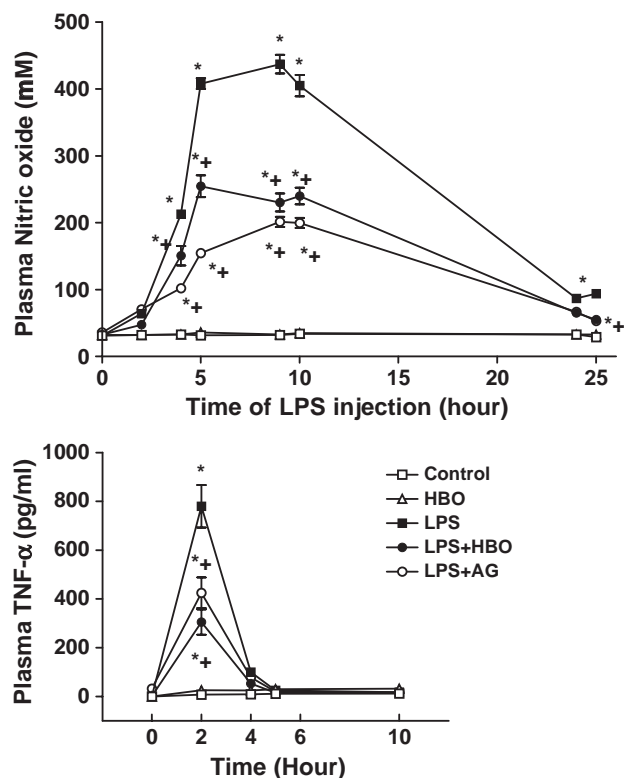 500
400
300
200
100
0
Plasma Nitric oxide (mM)
*
*
*
*
*+
*+
*+
*+
*+
*+
*+
*+
*
*+
0 5 10 15 20 25
Time of LPS injection (hour)
1000
800
600
400
200
0
Plasma TNF-α (pg/ml)
*
*+
*+
Control
HBO
LPS
LPS+HBO
LPS+AG
0 2 4 6 10
Time (Hour)